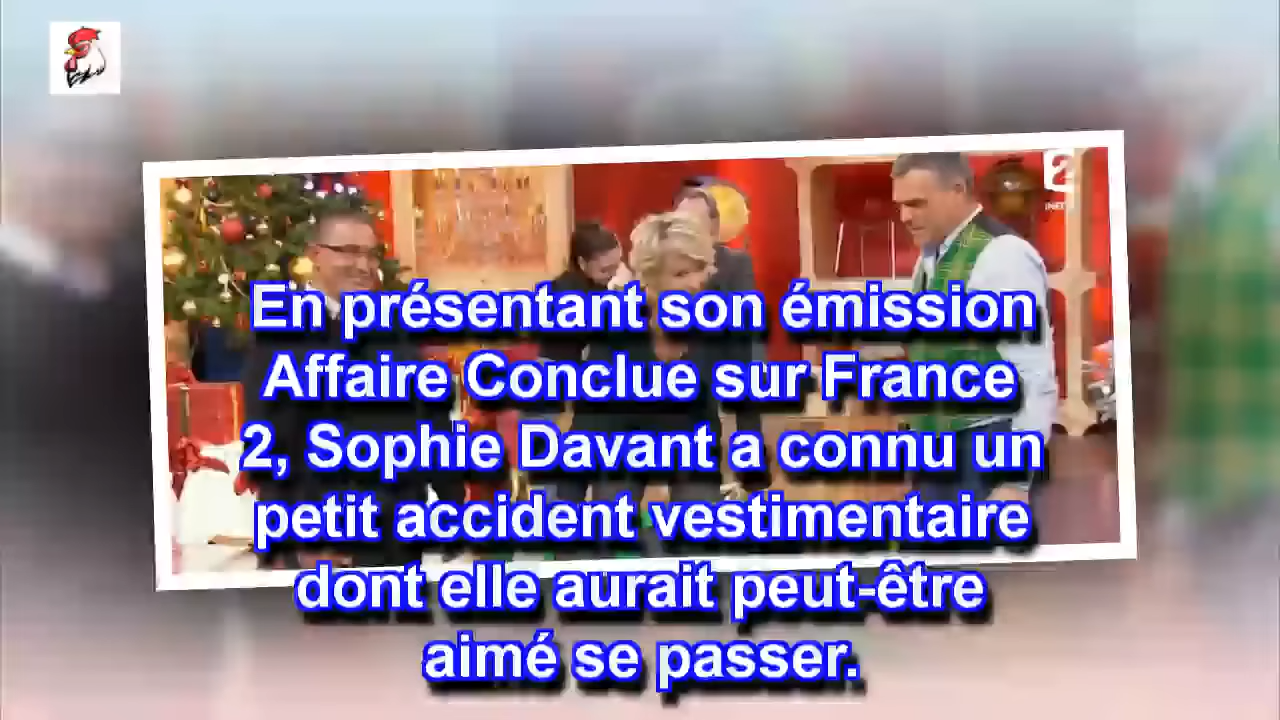 2
En présentant son émission
Affaire Conclue sur France
2, Sophie Davant a connu un
petit accident vestimentaire
dont elle aurait peut-être
aimé se passer.